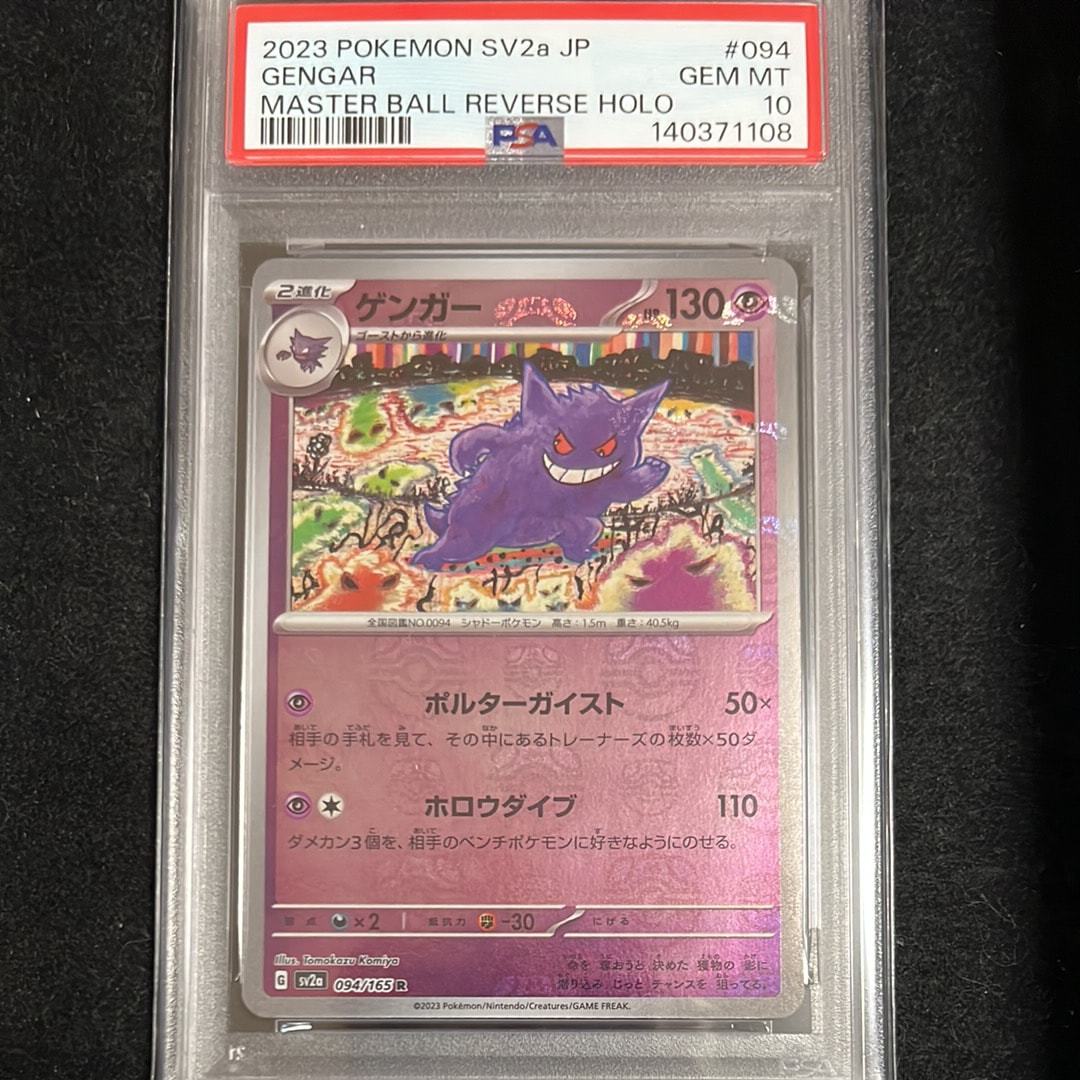 2023 POKEMON SV2a JP #094
GENGAR GEM MT
MASTER BALL REVERSE HOLO 10
PSA 140371108
2進化 ゲンガー HP 130
ゴーストから進化
全国図鑑NO.0094 シャドーポケモン 高さ:1.5m 重さ:40.5kg
ポルターガイスト 50×
相手の手札を見て、その中にあるトレーナーズの枚数×50ダ
メージ。
ホロウダイブ 110
ダメカン3個を、相手のベンチポケモンに好きなようにのせる。
弱点 ×2 抵抗力 -30 にげる
Illus. Tomokazu Komiya
命を奪おうと決めた獲物の影に
G sv2a 094/165 R 潜り込みじっとチャンスを狙ってる。
©2023 Pokémon/Nintendo/Creatures/GAME FREAK.